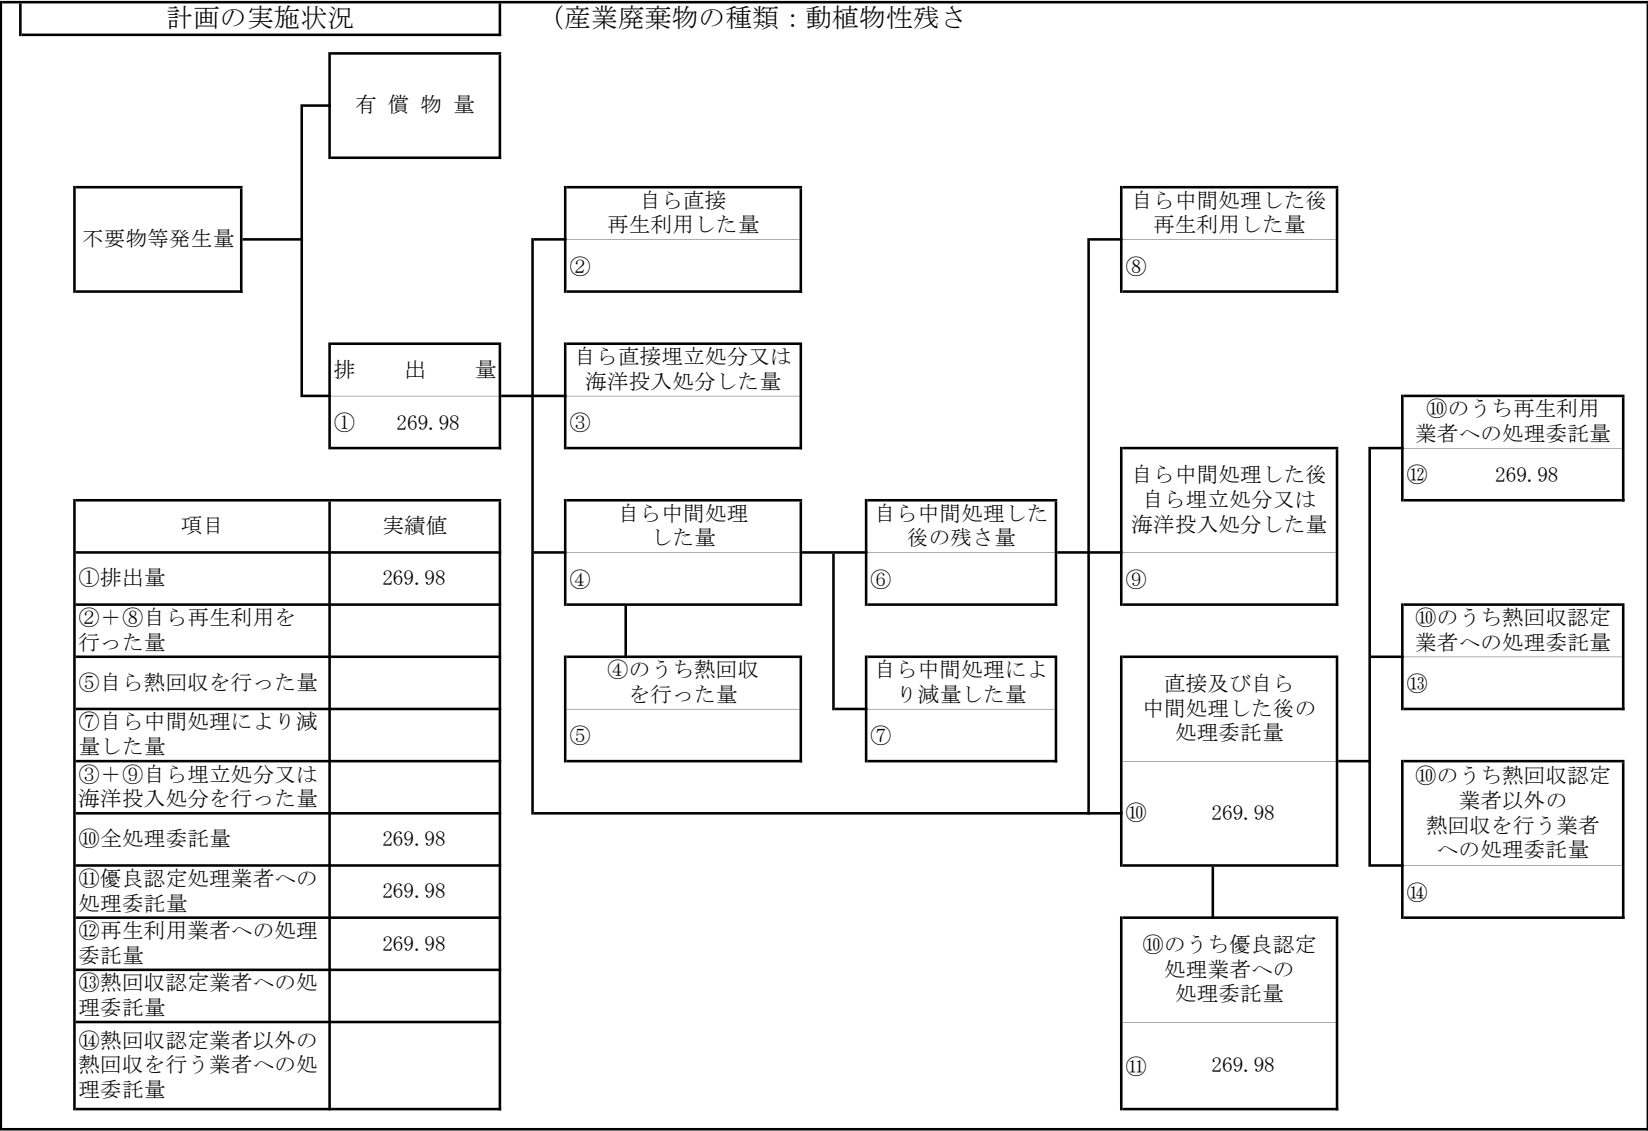 計画の実施状況
(産業廃棄物の種類：動植物性残さ
有 償 物 量
不要物等発生量
排 出 量
① 269.98
自ら直接
再生利用した量
②
自ら直接埋立処分又は
海洋投入処分した量
③
自ら中間処理
した量
④
④のうち熱回収
を行った量
⑤
自ら中間処理した
後の残さ量
⑥
自ら中間処理によ
り減量した量
⑦
自ら中間処理した後
再生利用した量
⑧
自ら中間処理した後
自ら埋立処分又は
海洋投入処分した量
⑨
直接及び自ら
中間処理した後の
処理委託量
⑩ 269.98
⑩のうち優良認定
処理業者への
処理委託量
⑪ 269.98
⑩のうち再生利用
業者への処理委託量
⑫ 269.98
⑩のうち熱回収認定
業者への処理委託量
⑬
⑩のうち熱回収認定
業者以外の
熱回収を行う業者
への処理委託量
⑭
項目 実績値
①排出量 269.98
②＋⑧自ら再生利用を
行った量
⑤自ら熱回収を行った量
⑦自ら中間処理により減
量した量
③＋⑨自ら埋立処分又は
海洋投入処分を行った量
⑩全処理委託量 269.98
⑪優良認定処理業者への
処理委託量 269.98
⑫再生利用業者への処理
委託量 269.98
⑬熱回収認定業者への処
理委託量
⑭熱回収認定業者以外の
熱回収を行う業者への処
理委託量